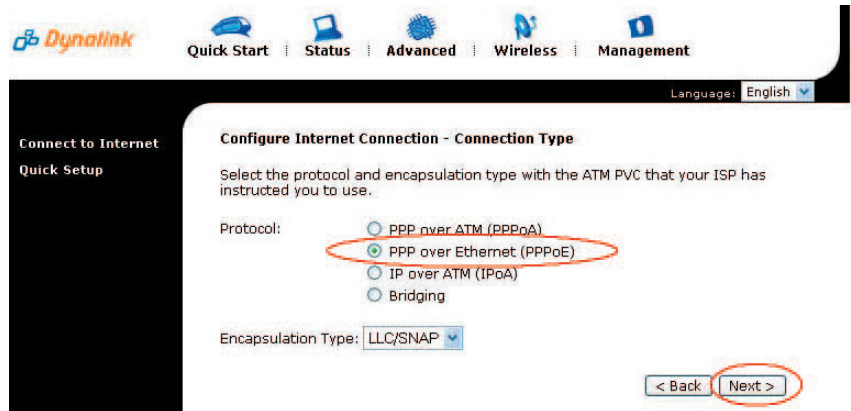 Dynalink
Quick Start | Status | Advanced | Wireless | Management
Language: English
Connect to Internet
Quick Setup
Configure Internet Connection - Connection Type
Select the protocol and encapsulation type with the ATM PVC that your ISP has
instructed you to use.
Protocol:
PPP over ATM (PPPoA)
PPP over Ethernet (PPPoE)
IP over ATM (IPoA)
Bridging
Encapsulation Type: LLC/SNAP
< Back Next >